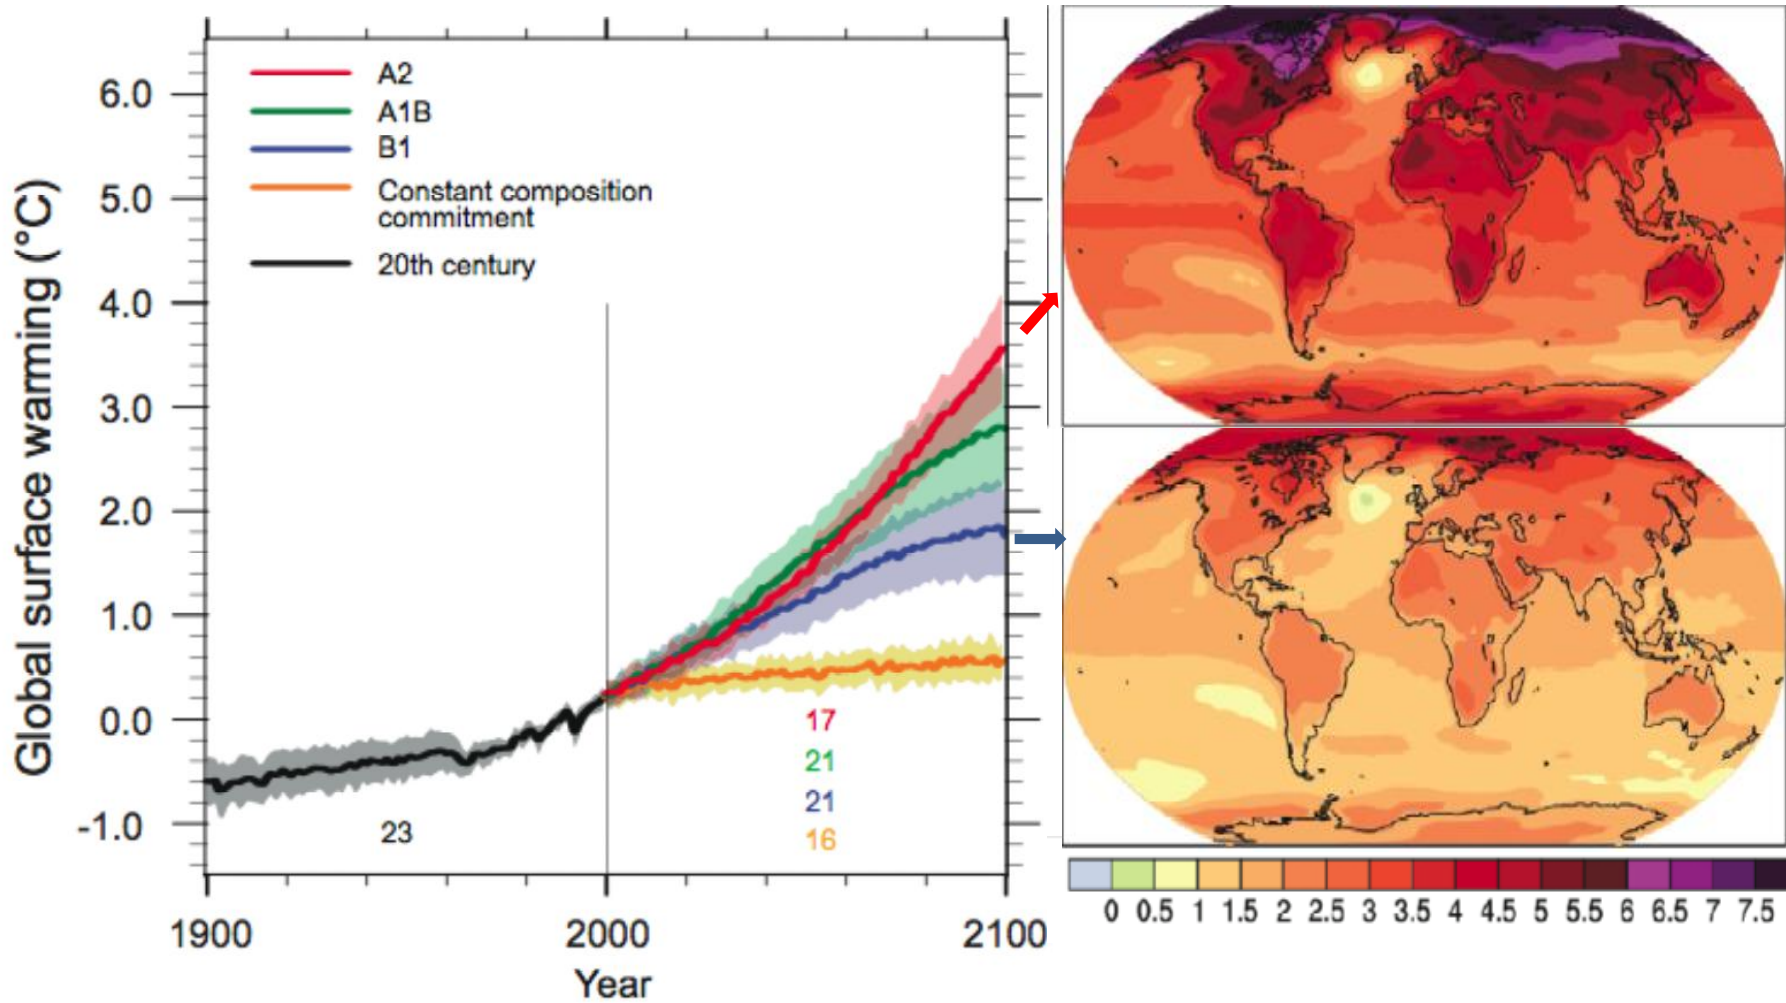 Global surface warming (°C)
6.0
5.0
4.0
3.0
2.0
1.0
0.0
-1.0
A2
A1B
B1
Constant composition
commitment
20th century
23
17
21
21
16
1900
2000
2100
Year
0 0.5 1 1.5 2 2.5 3 3.5 4 4.5 5 5.5 6 6.5 7 7.5